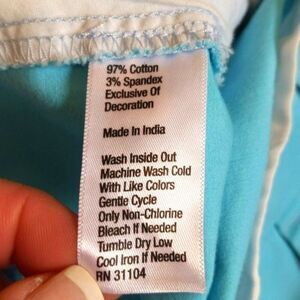 97% Cotton
3% Spandex
Exclusive Of
Decoration
Made In India
Wash Inside Out
Machine Wash Cold
With Like Colors
Gentle Cycle
Only Non-Chlorine
Bleach If Needed
Tumble Dry Low
Cool Iron If Needed
RN 31104